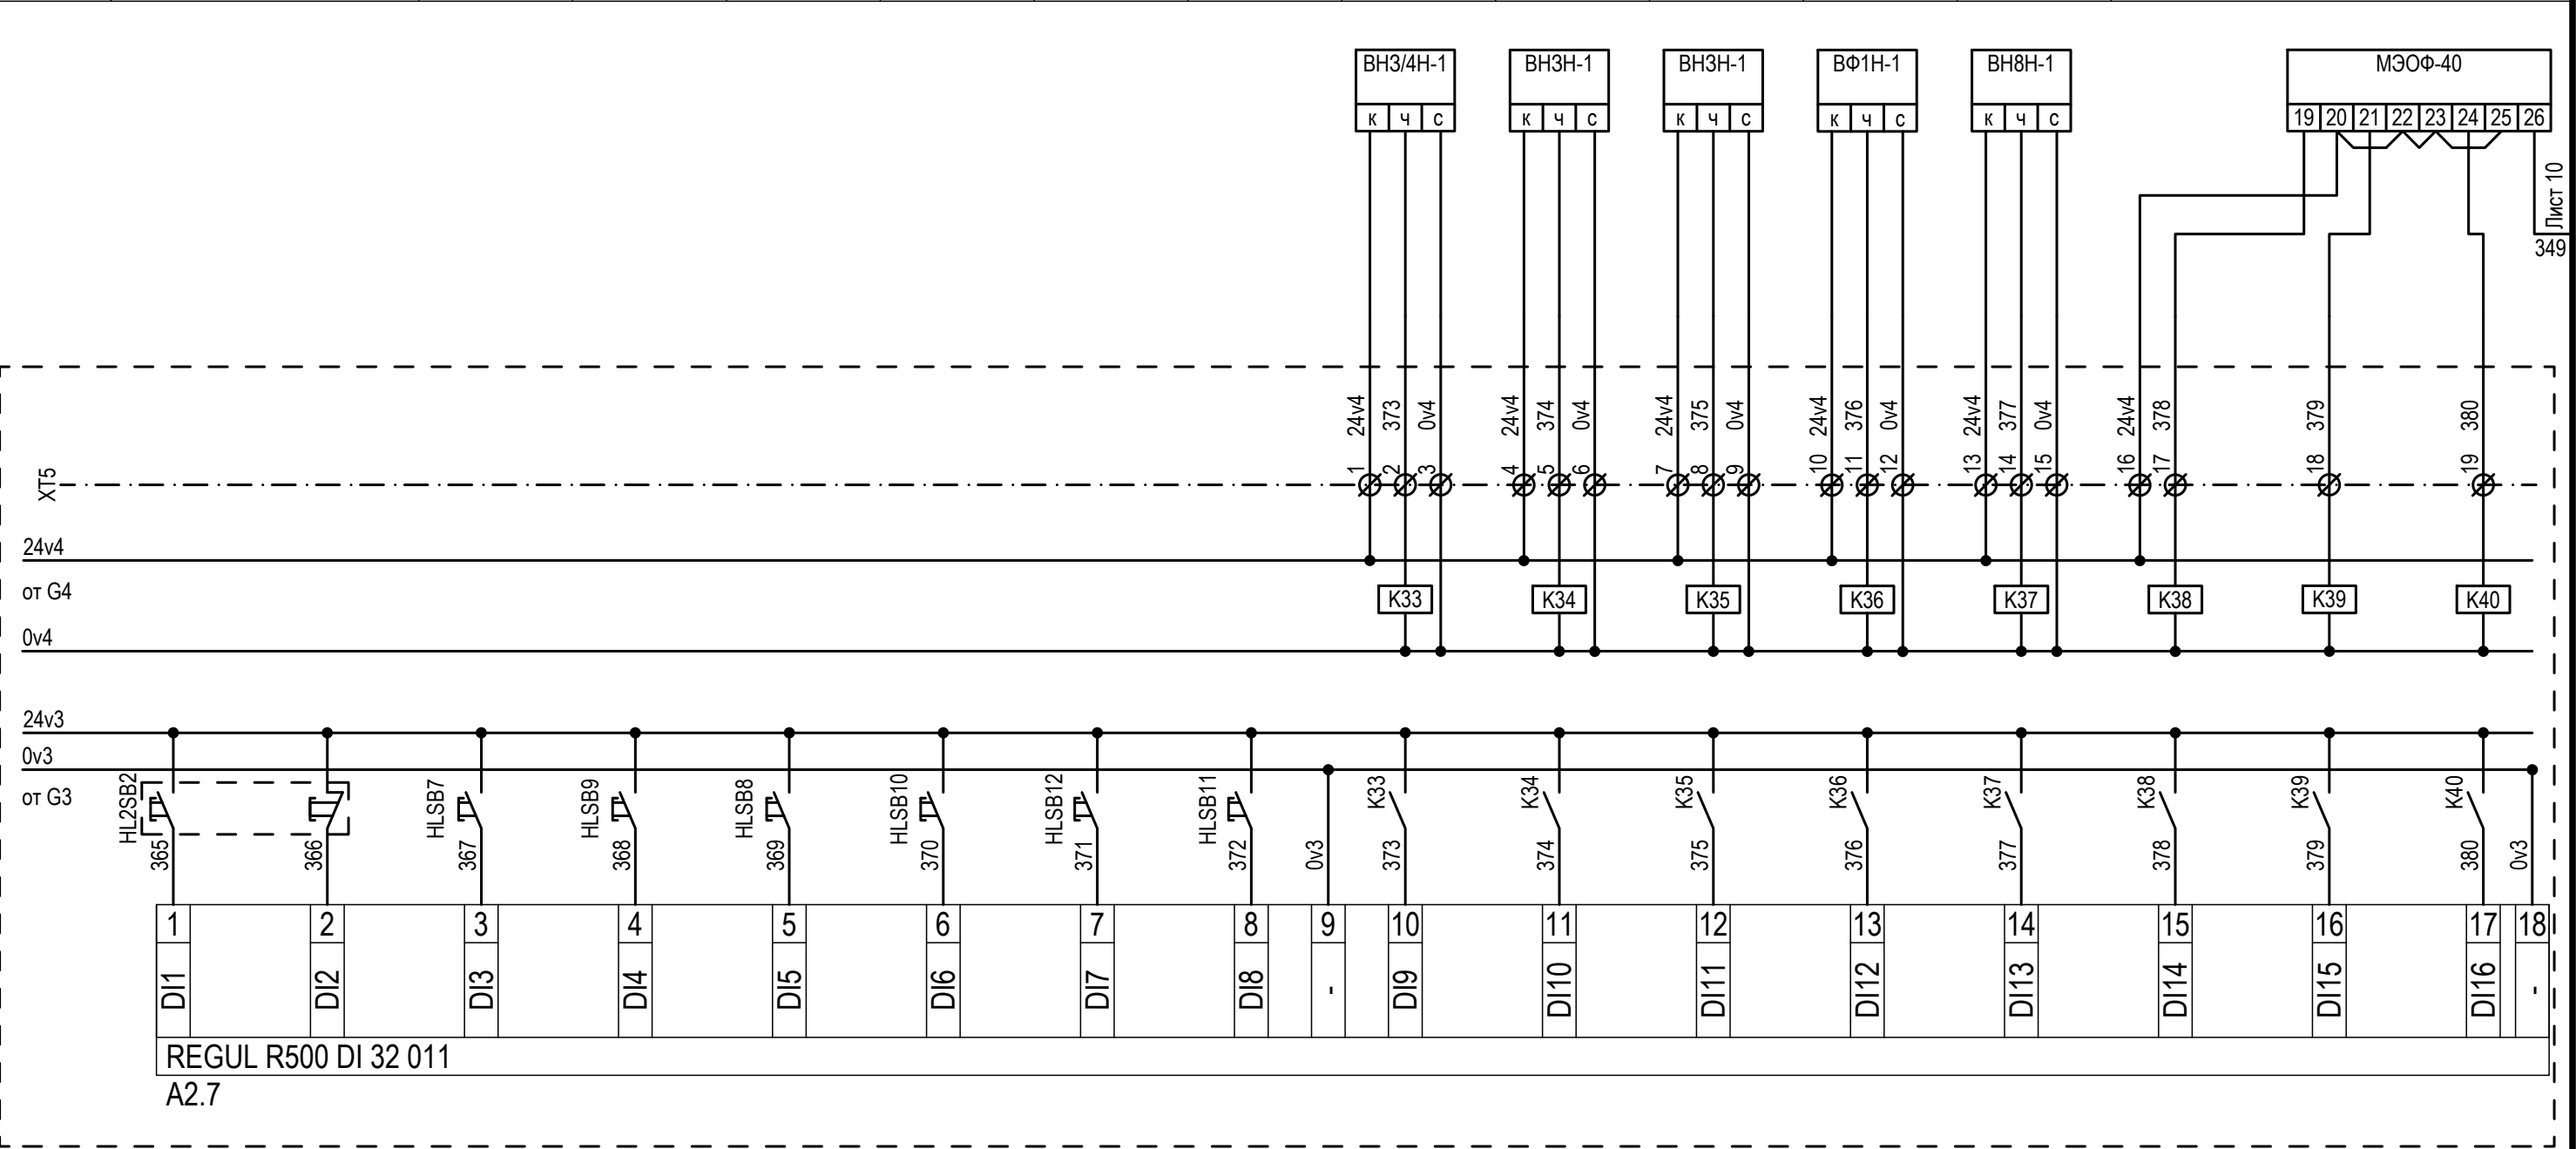 ВН3/4Н-1 ВН3Н-1 ВН3Н-1 ВФ1Н-1 ВН8Н-1 МЭОФ-40
к ч с к ч с к ч с к ч с к ч с 19 20 21 22 23 24 25 26
Лист 10
349
24v4 373 0v4 24v4 374 0v4 24v4 375 0v4 24v4 376 0v4 24v4 377 0v4 24v4 378 379 380
XT5 1 2 3 4 5 6 7 8 9 10 11 12 13 14 15 16 17 18 19
24v4
от G4 K33 K34 K35 K36 K37 K38 K39 K40
0v4
24v3
0v3
от G3
HL2SB2 HLSB7 HLSB9 HLSB8 HLSB10 HLSB12 HLSB11 K33 K34 K35 K36 K37 K38 K39 K40
365 366 367 368 369 370 371 372 0v3 373 374 375 376 377 378 379 380 0v3
1 2 3 4 5 6 7 8 9 10 11 12 13 14 15 16 17 18
DI1 DI2 DI3 DI4 DI5 DI6 DI7 DI8 - DI9 DI10 DI11 DI12 DI13 DI14 DI15 DI16 -
REGUL R500 DI 32 011
A2.7